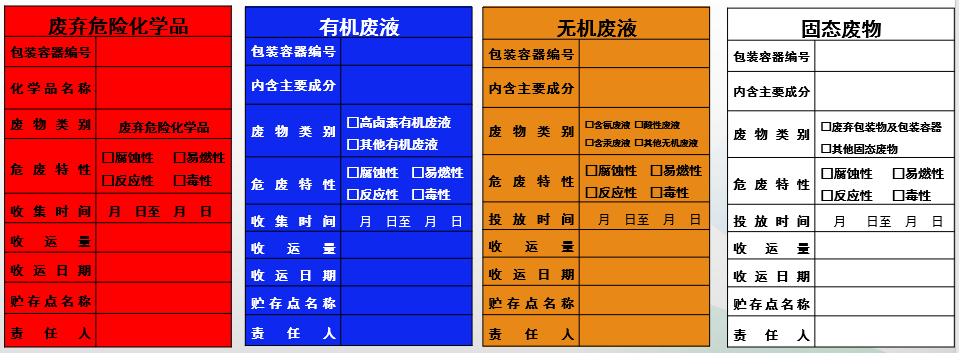 废弃危险化学品
包装容器编号
化学品名称
废物类别 废弃危险化学品
危废特性
□腐蚀性 □易燃性
□反应性 □毒性
收集时间 月 日至 月 日
收运量
收运日期
贮存点名称
责任人
有机废液
包装容器编号
内含主要成分
废物类别
□高卤素有机废液
□其他有机废液
危废特性
□腐蚀性 □易燃性
□反应性 □毒性
收集时间 月 日至 月 日
收运量
收运日期
贮存点名称
责任人
无机废液
包装容器编号
内含主要成分
废物类别
□含氰废液 □酸性废液
□含汞废液 □其他无机废液
危废特性
□腐蚀性 □易燃性
□反应性 □毒性
投放时间 月 日至 月 日
收运量
收运日期
贮存点名称
责任人
固态废物
包装容器编号
内含主要成分
废物类别
□废弃包装物及包装容器
□其他固态废物
危废特性
□腐蚀性 □易燃性
□反应性 □毒性
投放时间 月 日至 月 日
收运量
收运日期
贮存点名称
责任人